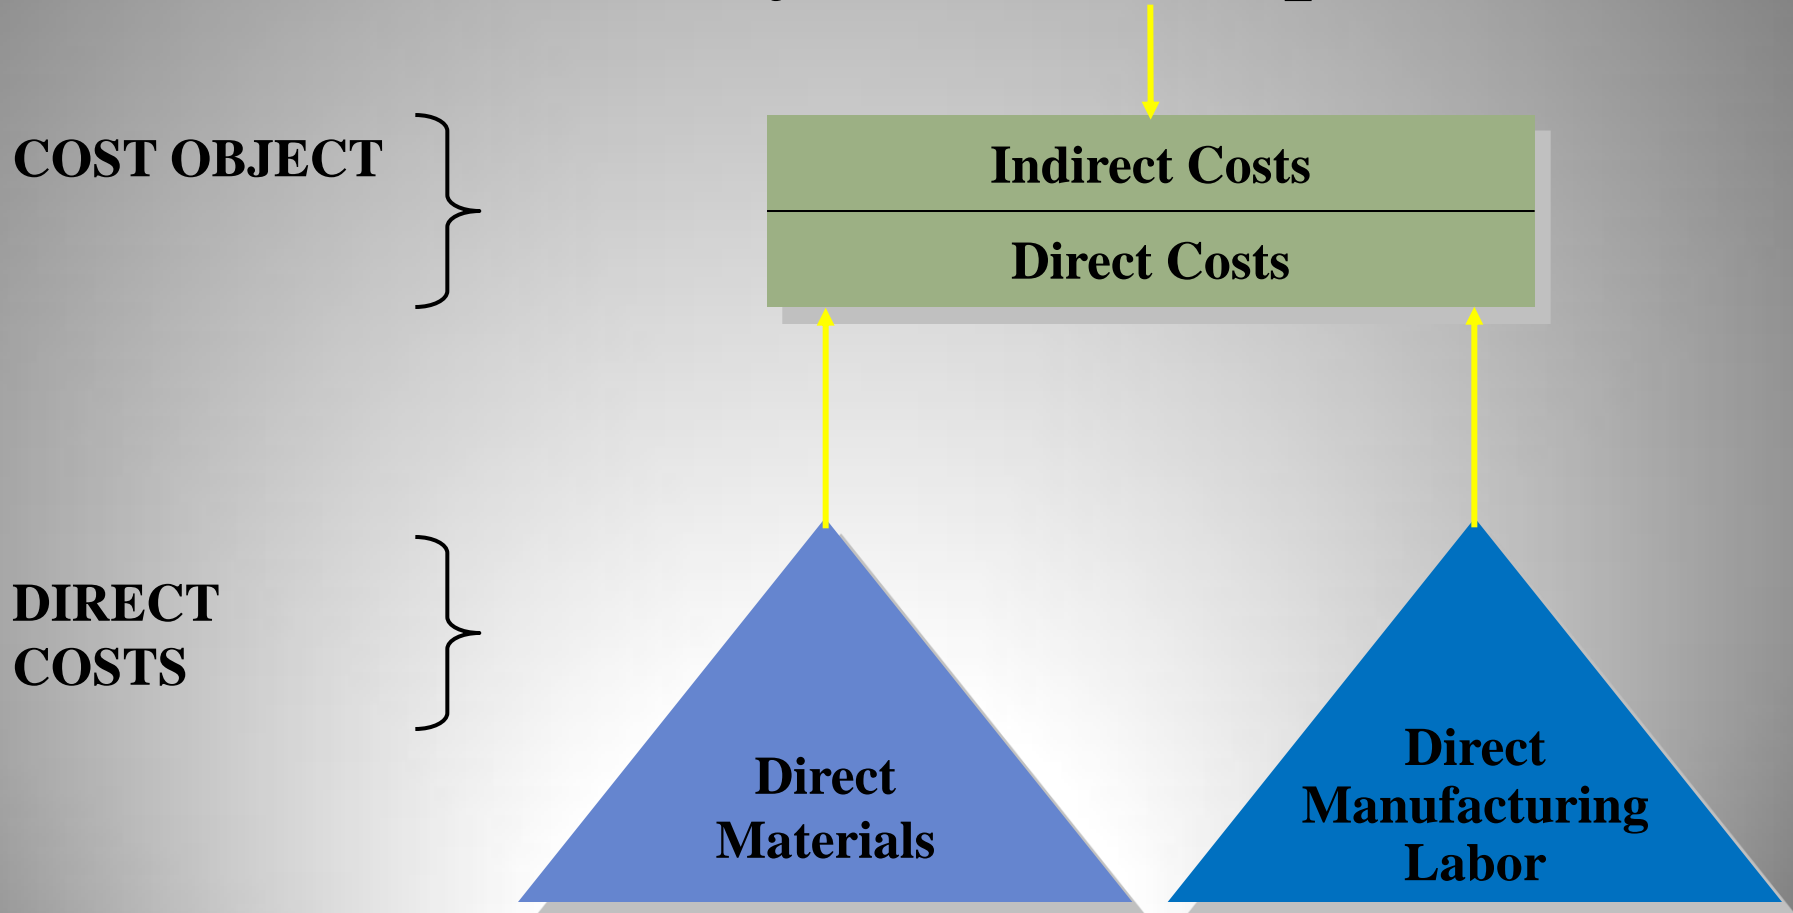 COST OBJECT
Indirect Costs
Direct Costs
DIRECT
COSTS
Direct
Materials
Direct
Manufacturing
Labor